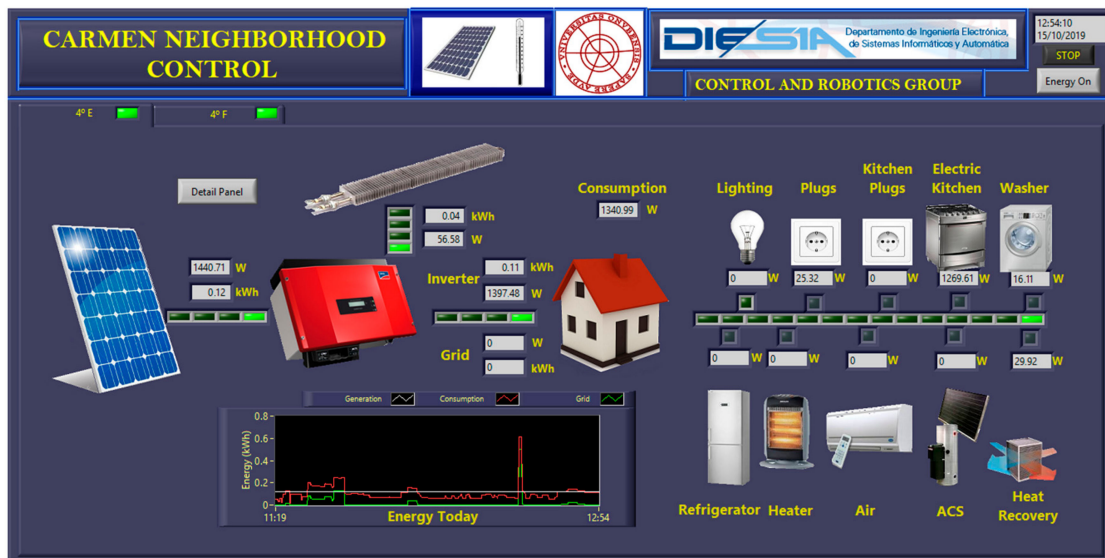 CARMEN NEIGHBORHOOD
CONTROL
UNIVERSITAS ONVBENSIS
SAPERE AVDE
DIESIA
Departamento de Ingeniería Electrónica,
de Sistemas Informáticos y Automática
CONTROL AND ROBOTICS GROUP
12:54:10
15/10/2019
STOP
Energy On
4º E
4º F
Detail Panel
0.04 kWh
56.58 W
1440.71 W
0.12 kWh
Inverter
0.11 kWh
1397.48 W
Grid
0 W
0 kWh
Consumption
1340.99 W
Lighting
Plugs
Kitchen
Plugs
Electric
Kitchen
Washer
0 W
25.32 W
0 W
1269.61 W
16.11 W
0 W
0 W
0 W
0 W
29.92 W
Refrigerator
Heater
Air
ACS
Heat
Recovery
Generation
Consumption
Grid
Energy (kWh)
0.8
0.6
0.4
0.2
0
11:19
Energy Today
12:54